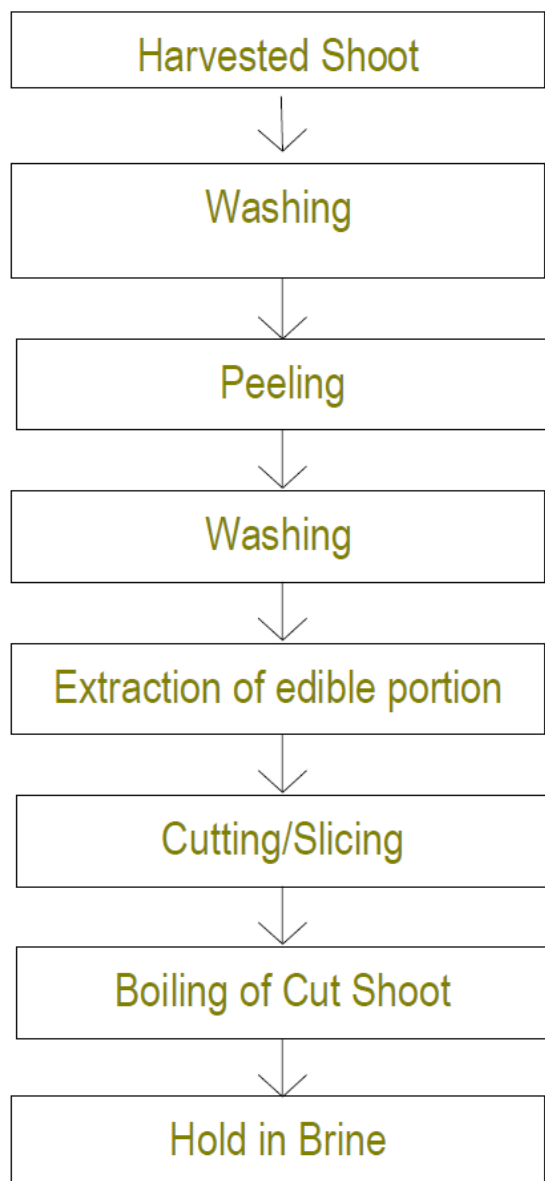 Harvested Shoot
Washing
Peeling
Washing
Extraction of edible portion
Cutting/Slicing
Boiling of Cut Shoot
Hold in Brine